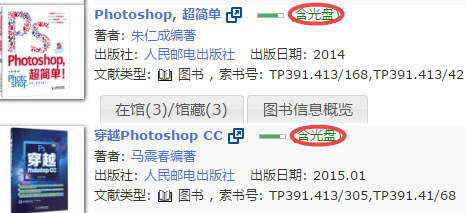 Photoshop, 超简单 含光盘
著者: 朱仁成编著
出版社: 人民邮电出版社 出版日期: 2014
文献类型: 图书 , 索书号: TP391.413/168,TP391.413/42
在馆(3)/馆藏(3) 图书信息概览
穿越Photoshop CC 含光盘
著者: 马震春编著
出版社: 人民邮电出版社 出版日期: 2015.01
文献类型: 图书 , 索书号: TP391.413/305,TP391.41/68
Ps
Photoshop,
超简单!
Ps
穿越
Photoshop CC